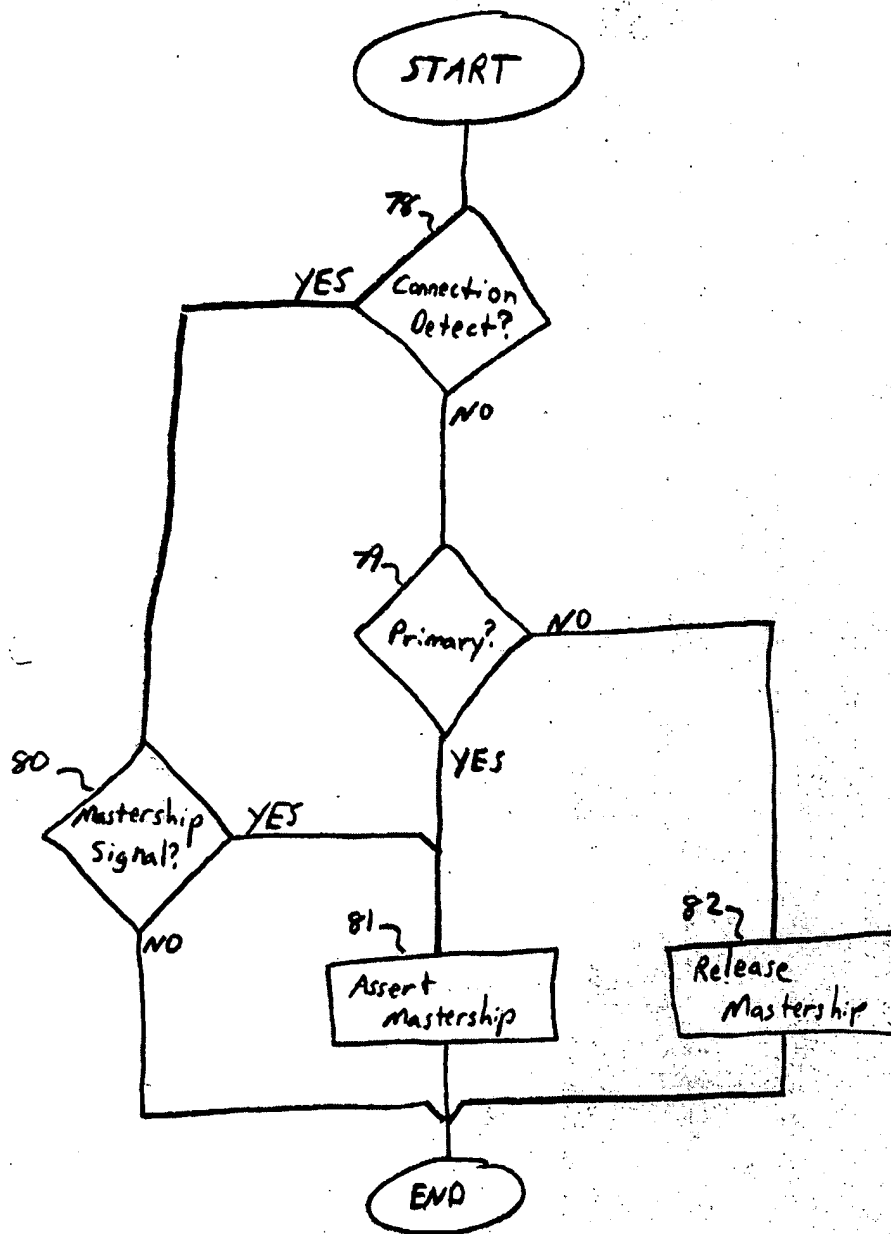 START
78
YES
Connection
Detect?
NO
79
Primary?
NO
YES
80
Mastership
Signal?
YES
NO
81
Assert
Mastership
82
Release
Mastership
END